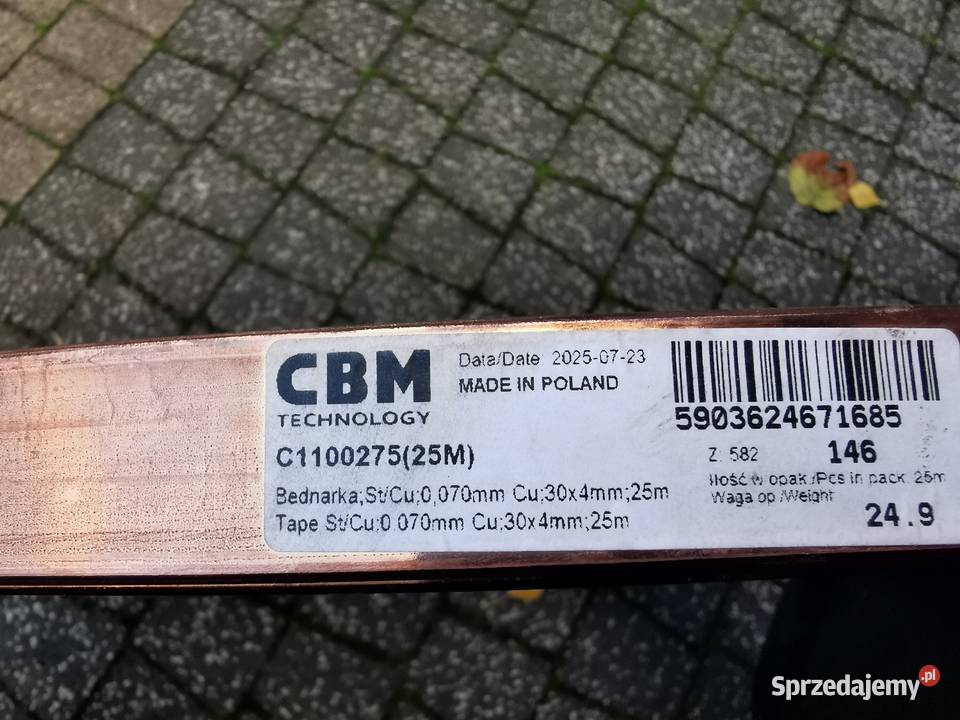 CBM
TECHNOLOGY
Data/Date 2025-07-23
MADE IN POLAND
5903624671685
C1100275(25M)
Z: 582 146
Ilość w opak./Pcs in pack. 25m
Waga op./Weight
24.9
Bednarka;St/Cu;0,070mm Cu;30x4mm;25m
Tape St/Cu;0.070mm Cu;30x4mm;25m
Sprzedajemy.pl